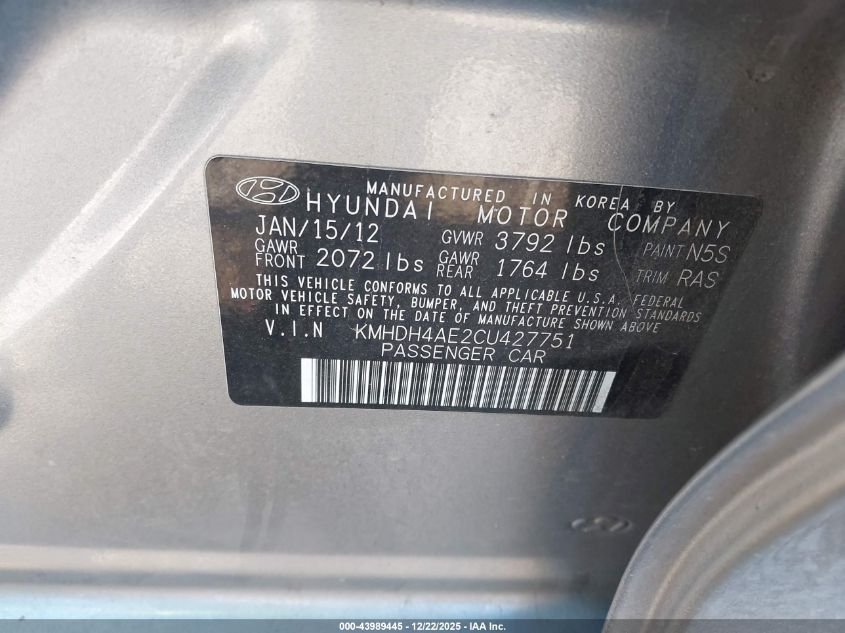 MANUFACTURED IN KOREA BY
HYUNDAI MOTOR COMPANY
JAN/15/12 GVWR 3792 lbs PAINT N5S
GAWR FRONT 2072 lbs GAWR REAR 1764 lbs TRIM RAS
THIS VEHICLE CONFORMS TO ALL APPLICABLE U.S.A. FEDERAL
MOTOR VEHICLE SAFETY, BUMPER, AND THEFT PREVENTION STANDARDS
IN EFFECT ON THE DATE OF MANUFACTURE SHOWN ABOVE
V.I.N KMHDH4AE2CU427751
PASSENGER CAR
000-43989445 - 12/22/2025 - IAA Inc.